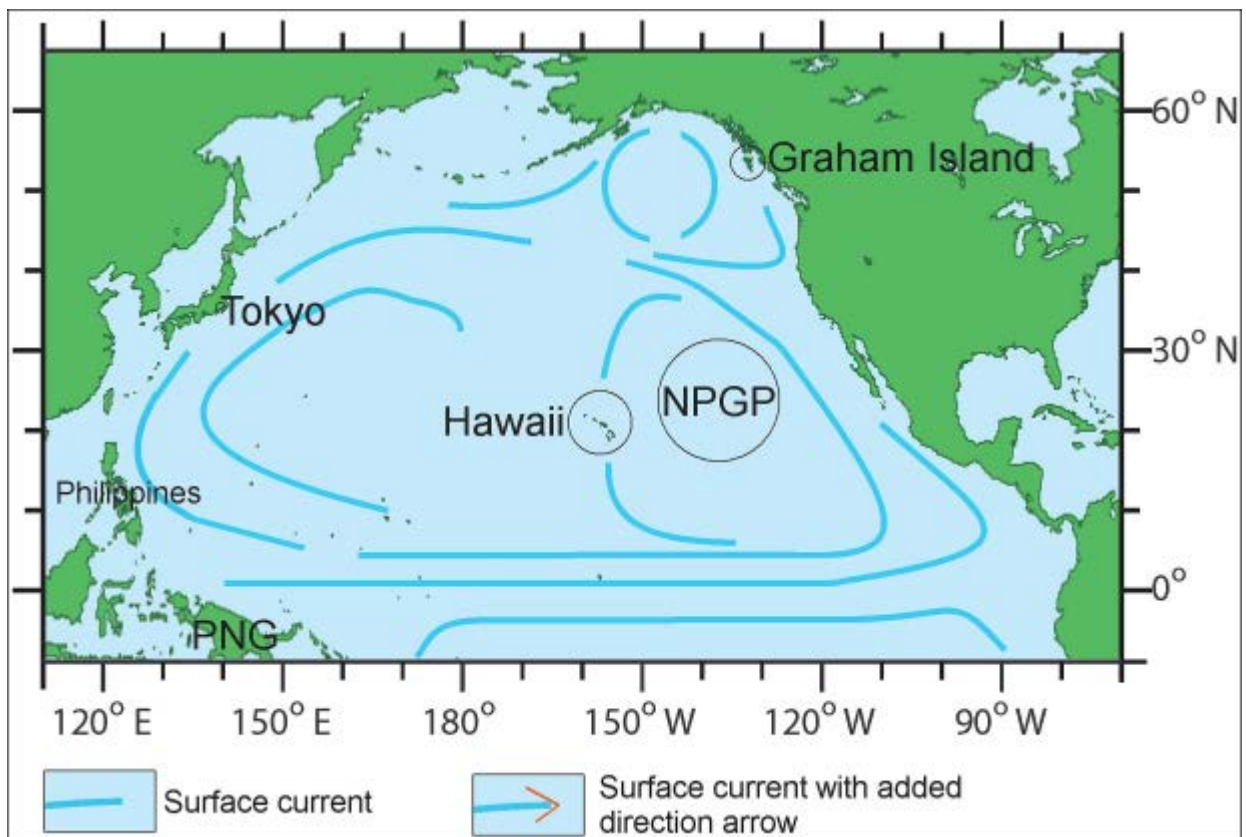 60° N
Graham Island
Tokyo
30° N
NPGP
Hawaii
Philippines
0°
PNG
120° E
150° E
180°
150° W
120° W
90° W
Surface current
Surface current with added
direction arrow